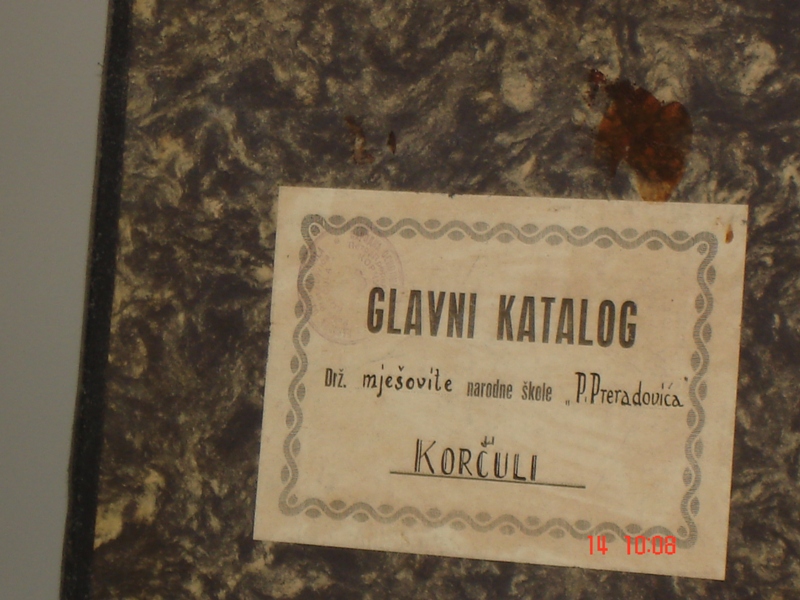 GLAVNI KATALOG
Drž. mješovite narodne škole „P. Preradovića"
u
KORČULI
14 10:08